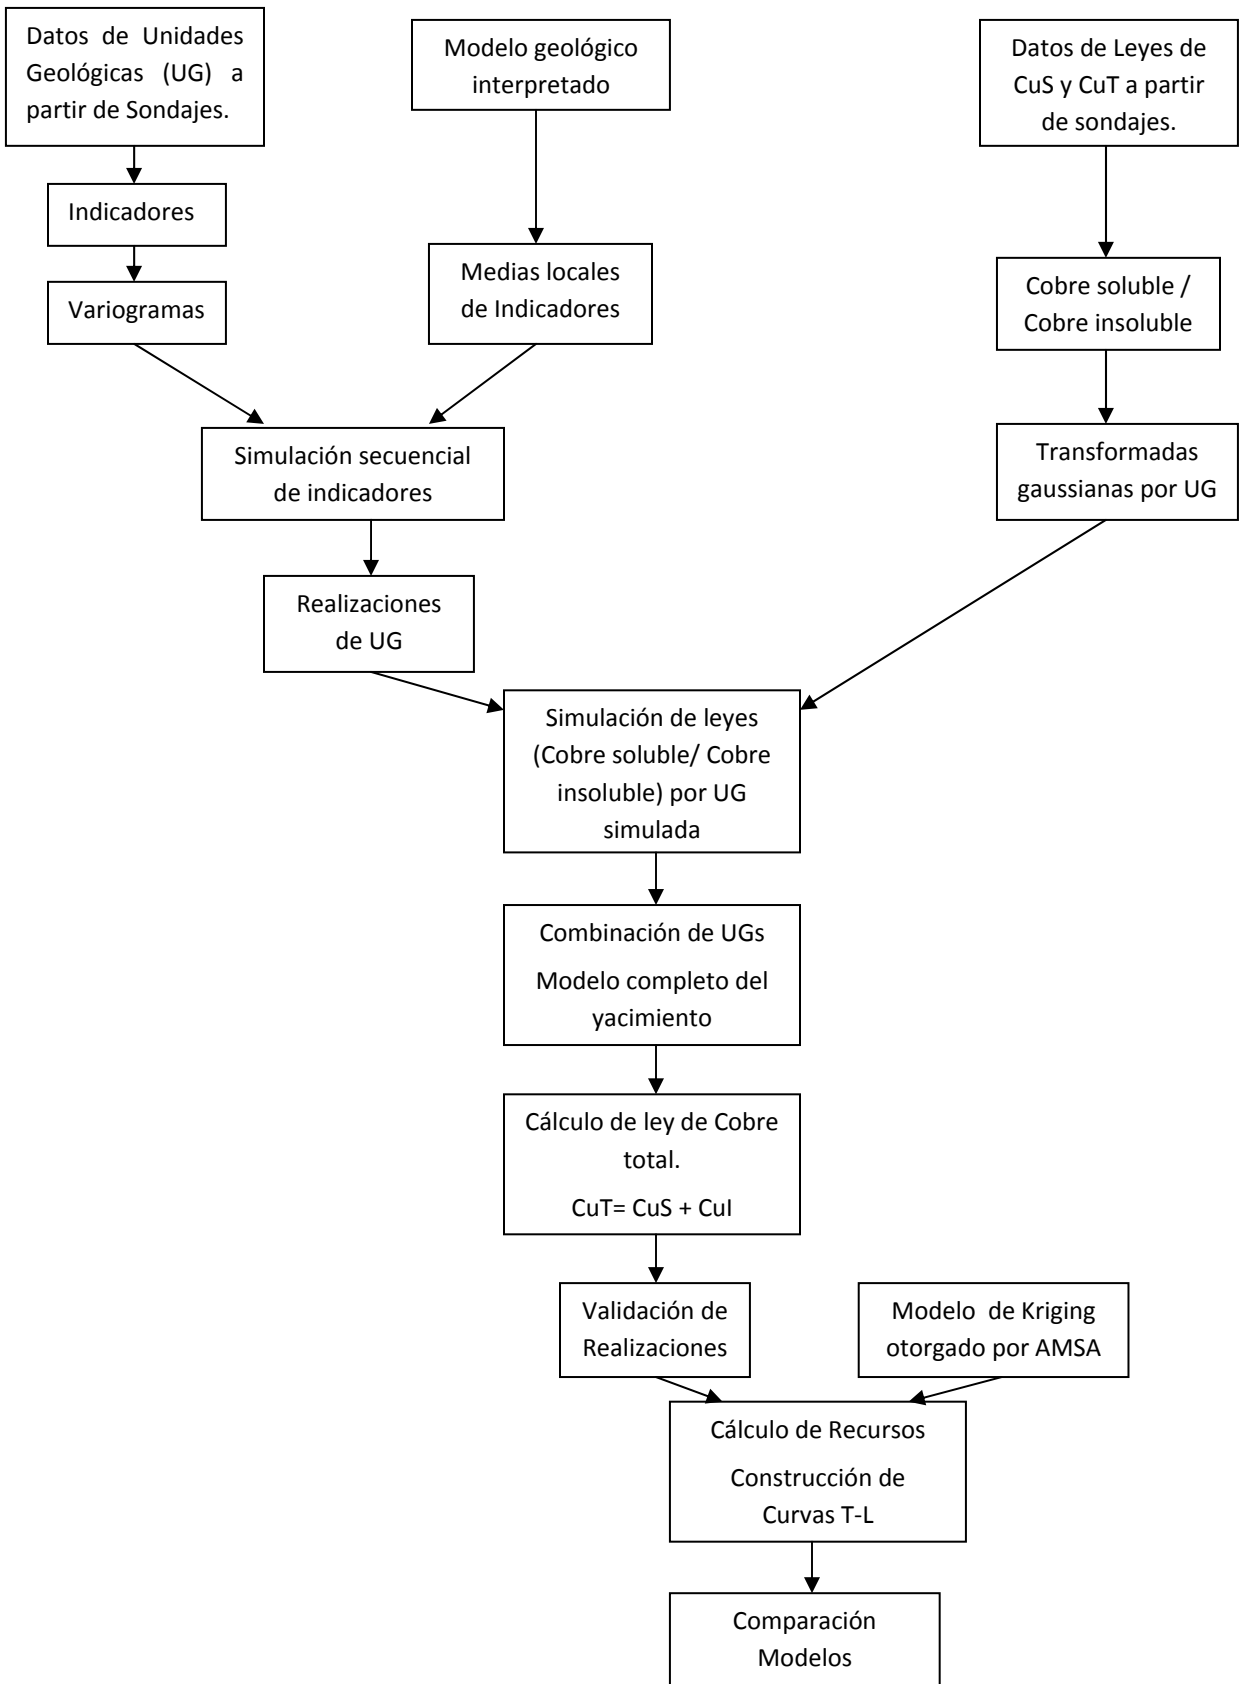 Datos de Unidades
Geológicas (UG) a
partir de Sondajes.
Modelo geológico
interpretado
Datos de Leyes de
CuS y CuT a partir
de sondajes.
Indicadores
Variogramas
Medias locales
de Indicadores
Cobre soluble /
Cobre insoluble
Simulación secuencial
de indicadores
Transformadas
gaussianas por UG
Realizaciones
de UG
Simulación de leyes
(Cobre soluble/ Cobre
insoluble) por UG
simulada
Combinación de UGs
Modelo completo del
yacimiento
Cálculo de ley de Cobre
total.
CuT= CuS + CuI
Validación de
Realizaciones
Modelo de Kriging
otorgado por AMSA
Cálculo de Recursos
Construcción de
Curvas T-L
Comparación
Modelos